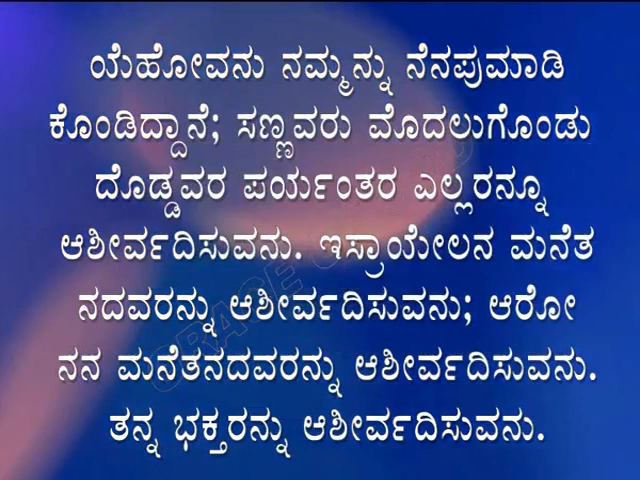 ಯೆಹೋವನು ನಮ್ಮನ್ನು ನೆನಪುಮಾಡಿ
ಕೊಂಡಿದ್ದಾನೆ; ಸಣ್ಣವರು ಮೊದಲುಗೊಂಡು
ದೊಡ್ಡವರ ಪರ್ಯಂತರ ಎಲ್ಲರನ್ನೂ
ಆಶೀರ್ವದಿಸುವನು. ಇಸ್ರಾಯೇಲನ ಮನೆತ
ನದವರನ್ನು ಆಶೀರ್ವದಿಸುವನು; ಆರೋ
ನನ ಮನೆತನದವರನ್ನು ಆಶೀರ್ವದಿಸುವನು.
ತನ್ನ ಭಕ್ತರನ್ನು ಆಶೀರ್ವದಿಸುವನು.